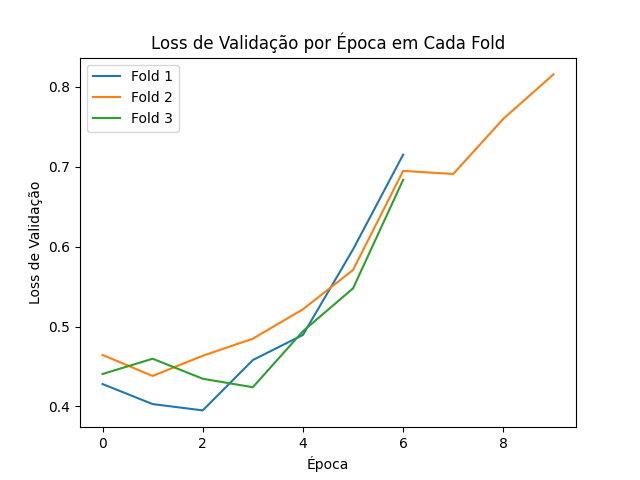 Loss de Validação por Época em Cada Fold
Fold 1
Fold 2
Fold 3
Loss de Validação
0.8
0.7
0.6
0.5
0.4
0 2 4 6 8
Época